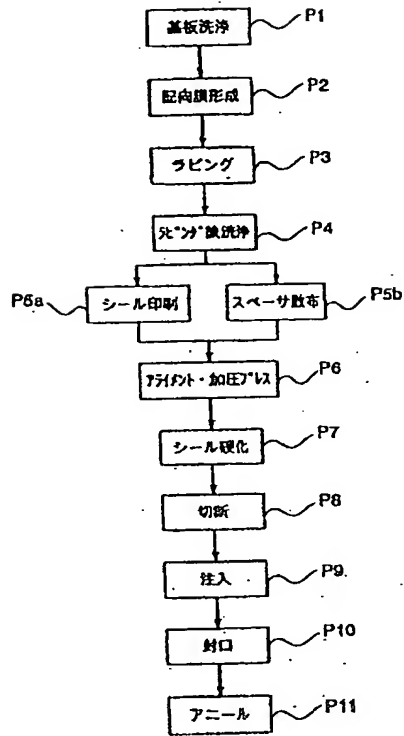 基板洗浄 P1
配向膜形成 P2
ラビング P3
ラビング後洗浄 P4
P5a シール印刷 スペーサ散布 P5b
アライメント・加圧プレス P6
シール硬化 P7
切断 P8
注入 P9
封口 P10
アニール P11